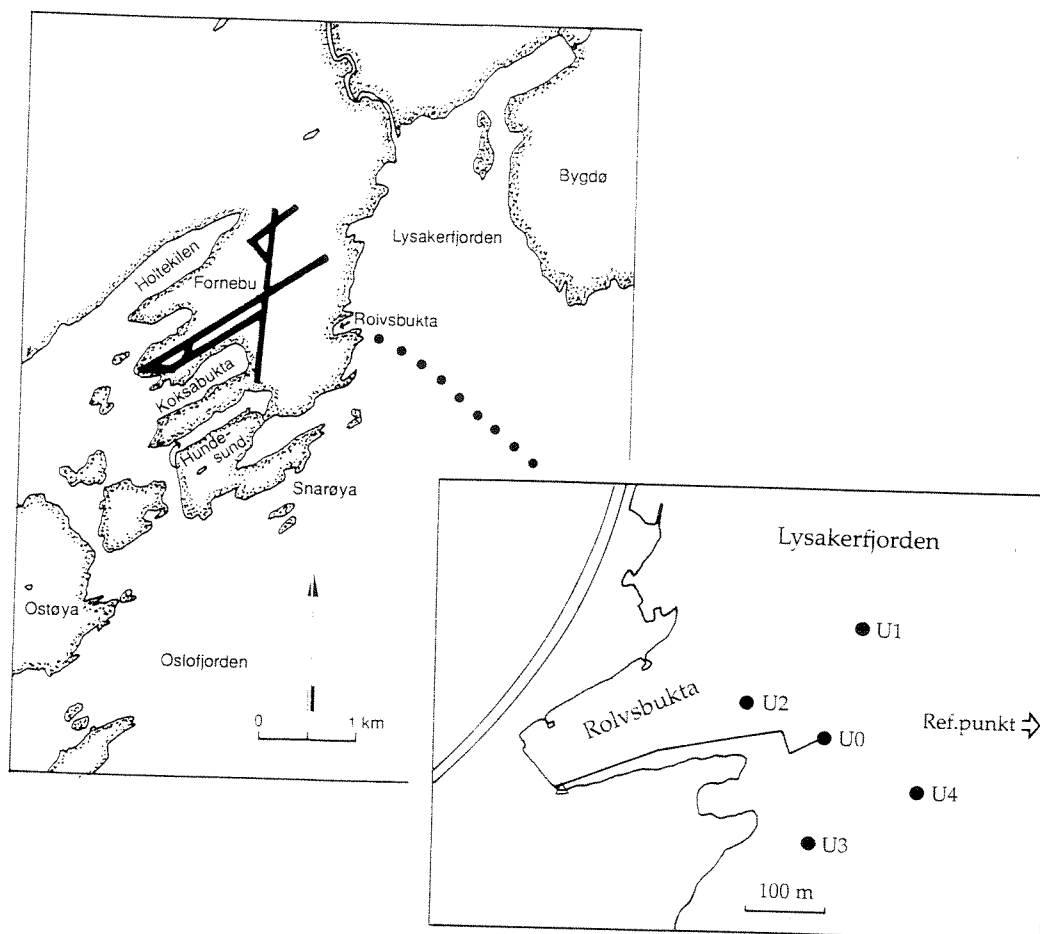 Bygdø
Lysakerfjorden
Holtekilen
Fornebu
Rolvsbukta
Koksabukta
Hunde-
sund
Snarøya
Ostøya
Oslofjorden
0 1 km
Lysakerfjorden
U1
Rolvsbukta
U2
Ref.punkt
U0
U4
U3
100 m